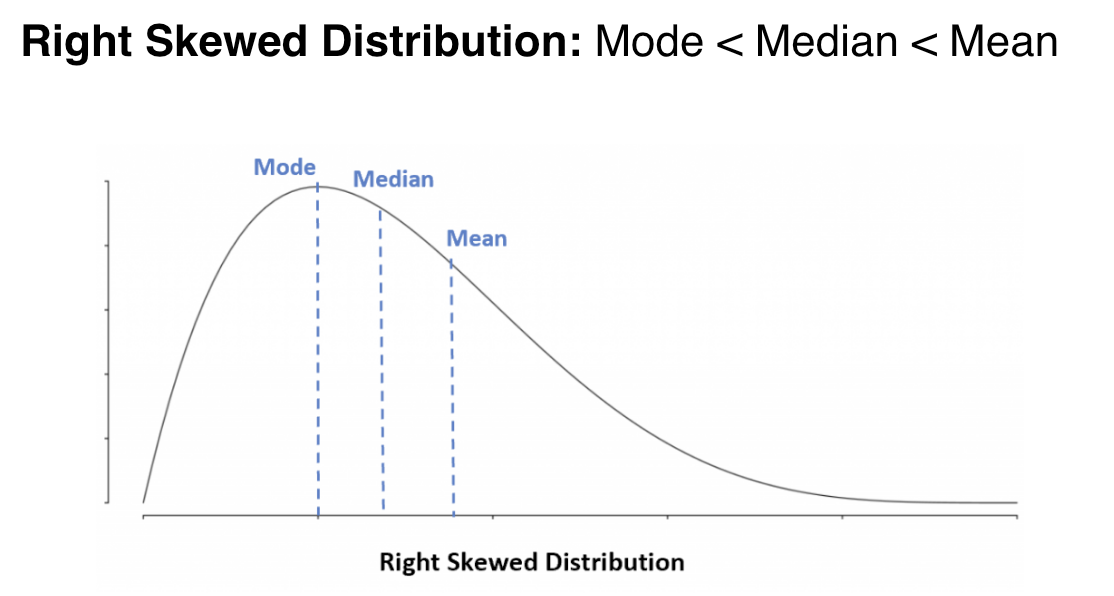 Right Skewed Distribution: Mode < Median < Mean
Mode
Median
Mean
Right Skewed Distribution